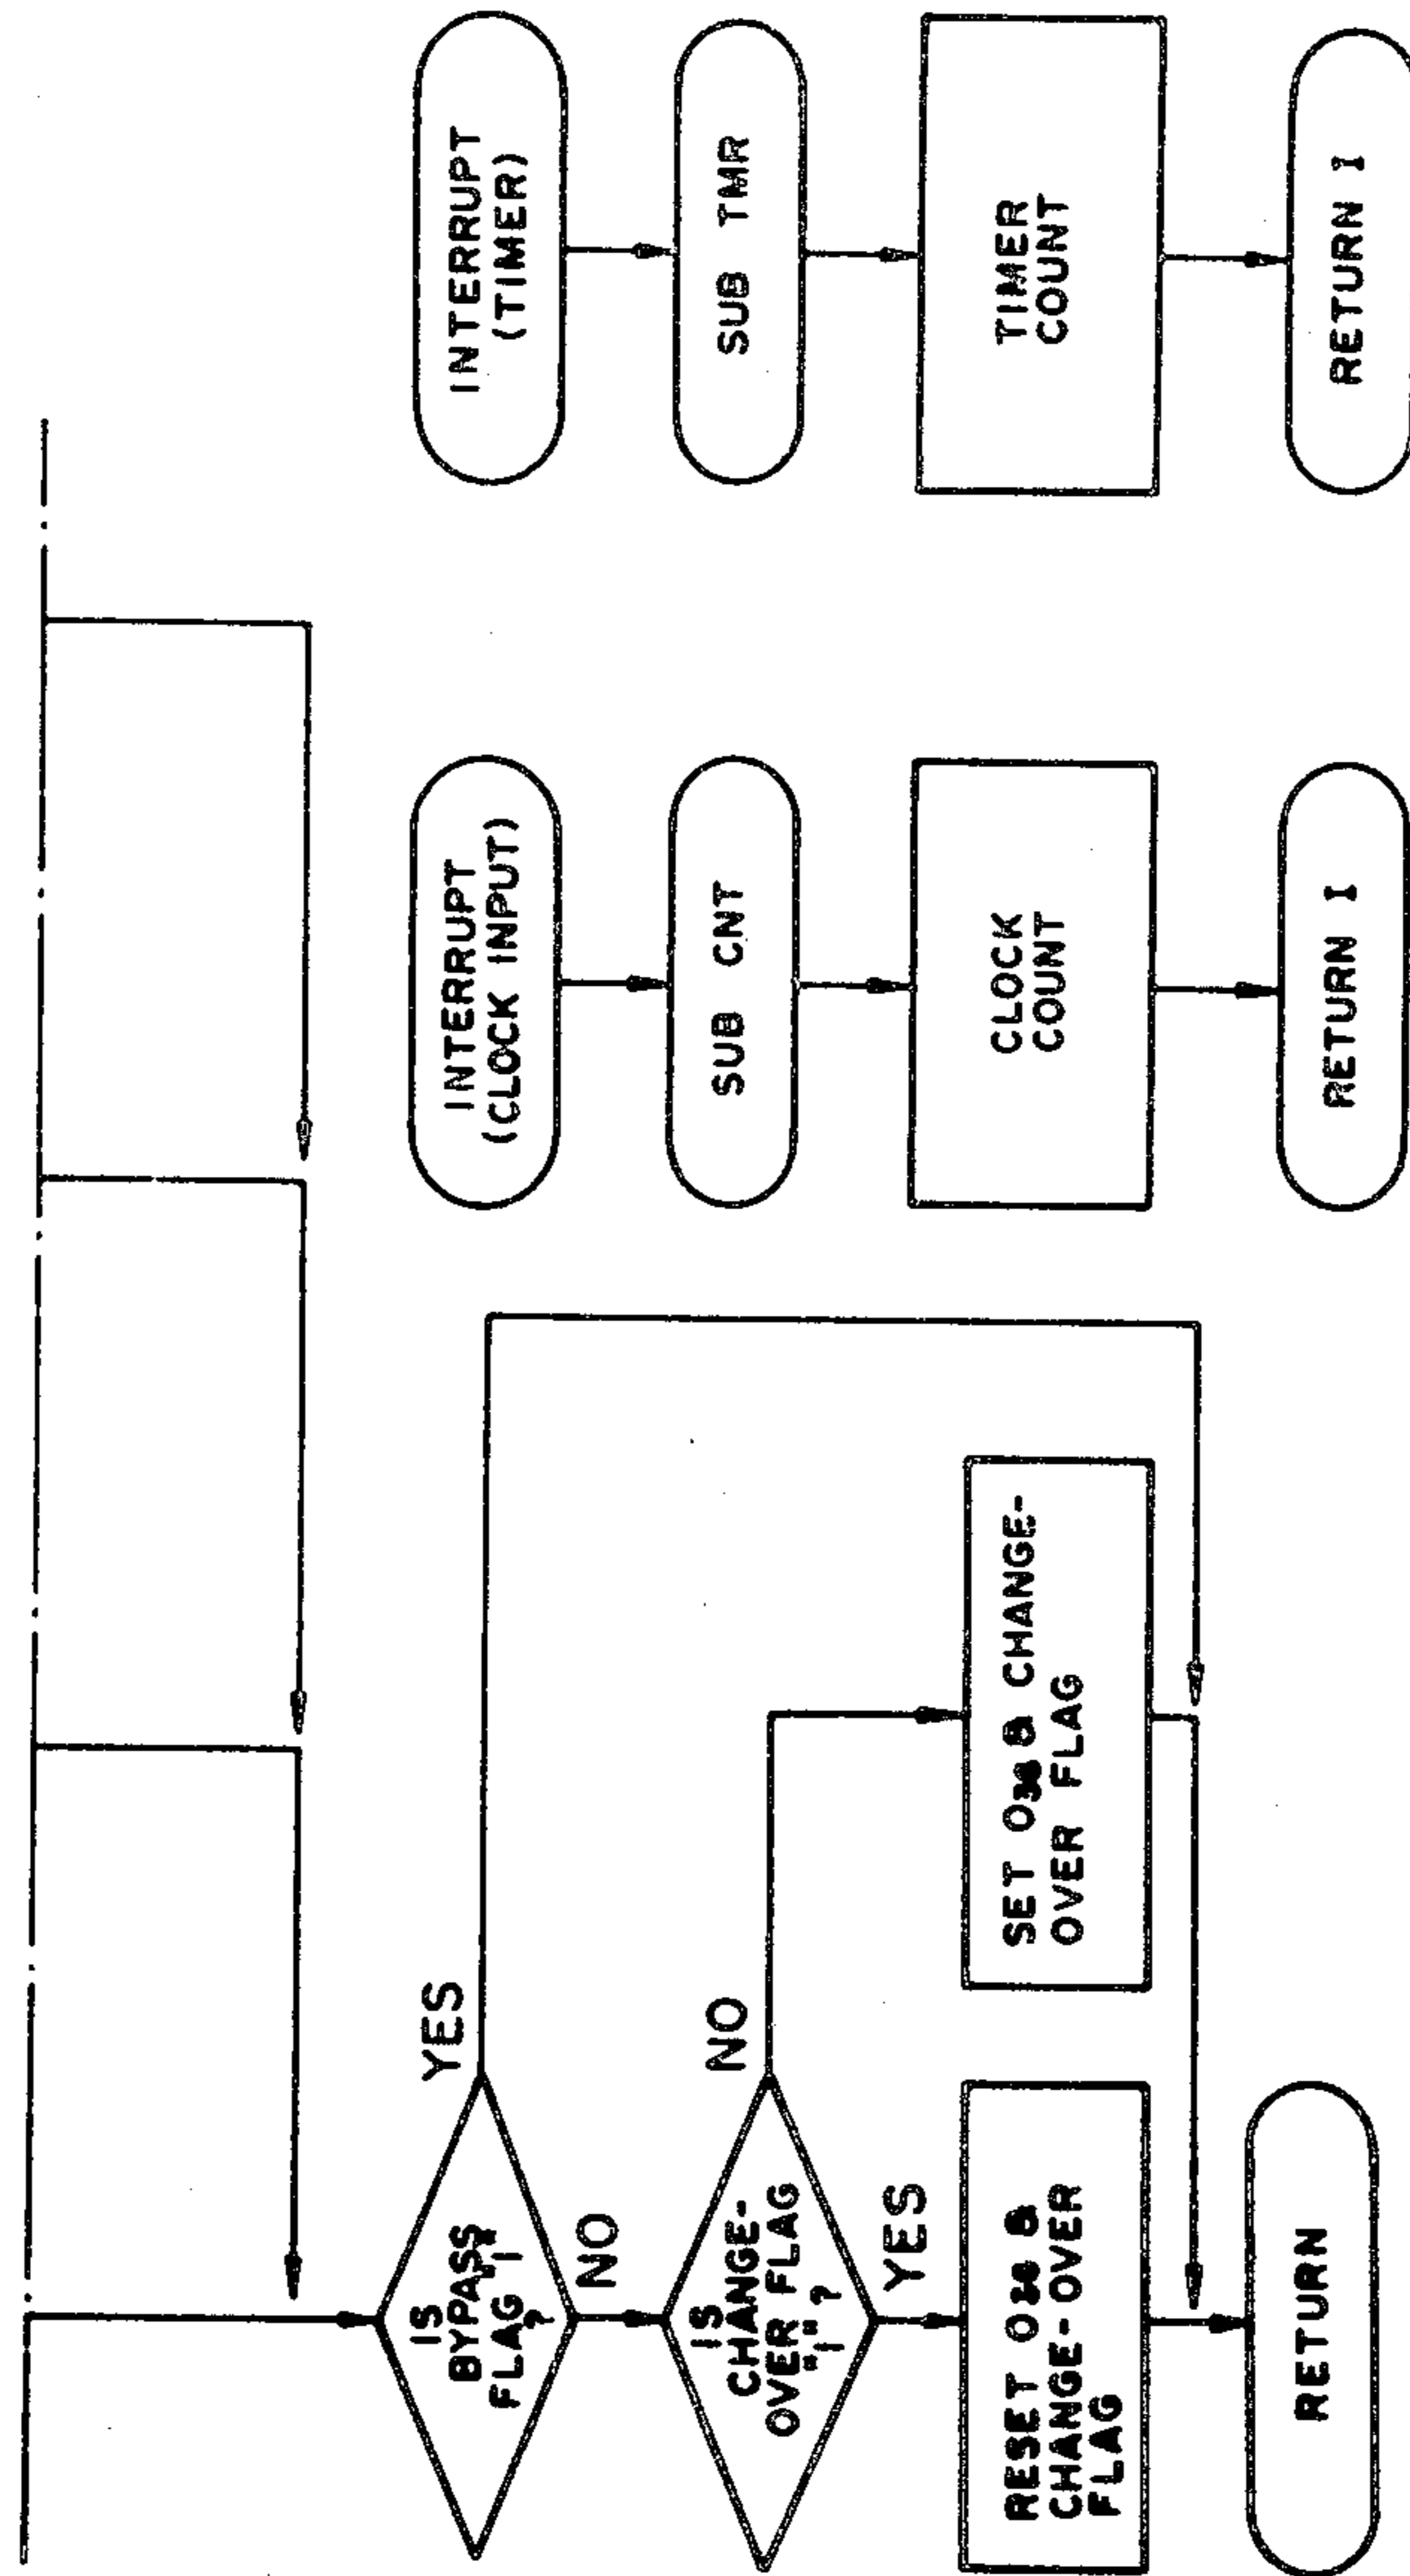 IS
BYPASS
FLAG "1"
?
YES
NO
IS
CHANGE-
OVER FLAG
"1" ?
NO
YES
RESET
&
CHANGE-OVER
FLAG
SET
& CHANGE-
OVER FLAG
RETURN
INTERRUPT
(CLOCK INPUT)
SUB CNT
CLOCK
COUNT
RETURN I
INTERRUPT
(TIMER)
SUB TMR
TIMER
COUNT
RETURN I